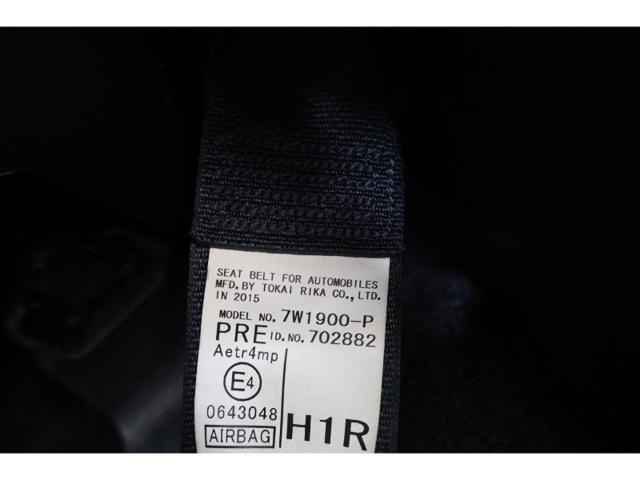 SEAT BELT FOR AUTOMOBILES
MFD. BY TOKAI RIKA CO., LTD.
IN 2015
MODEL NO. 7W1900-P
PRE ID. NO. 702882
Aetr4mp
E4
0643048
AIRBAG
H1R